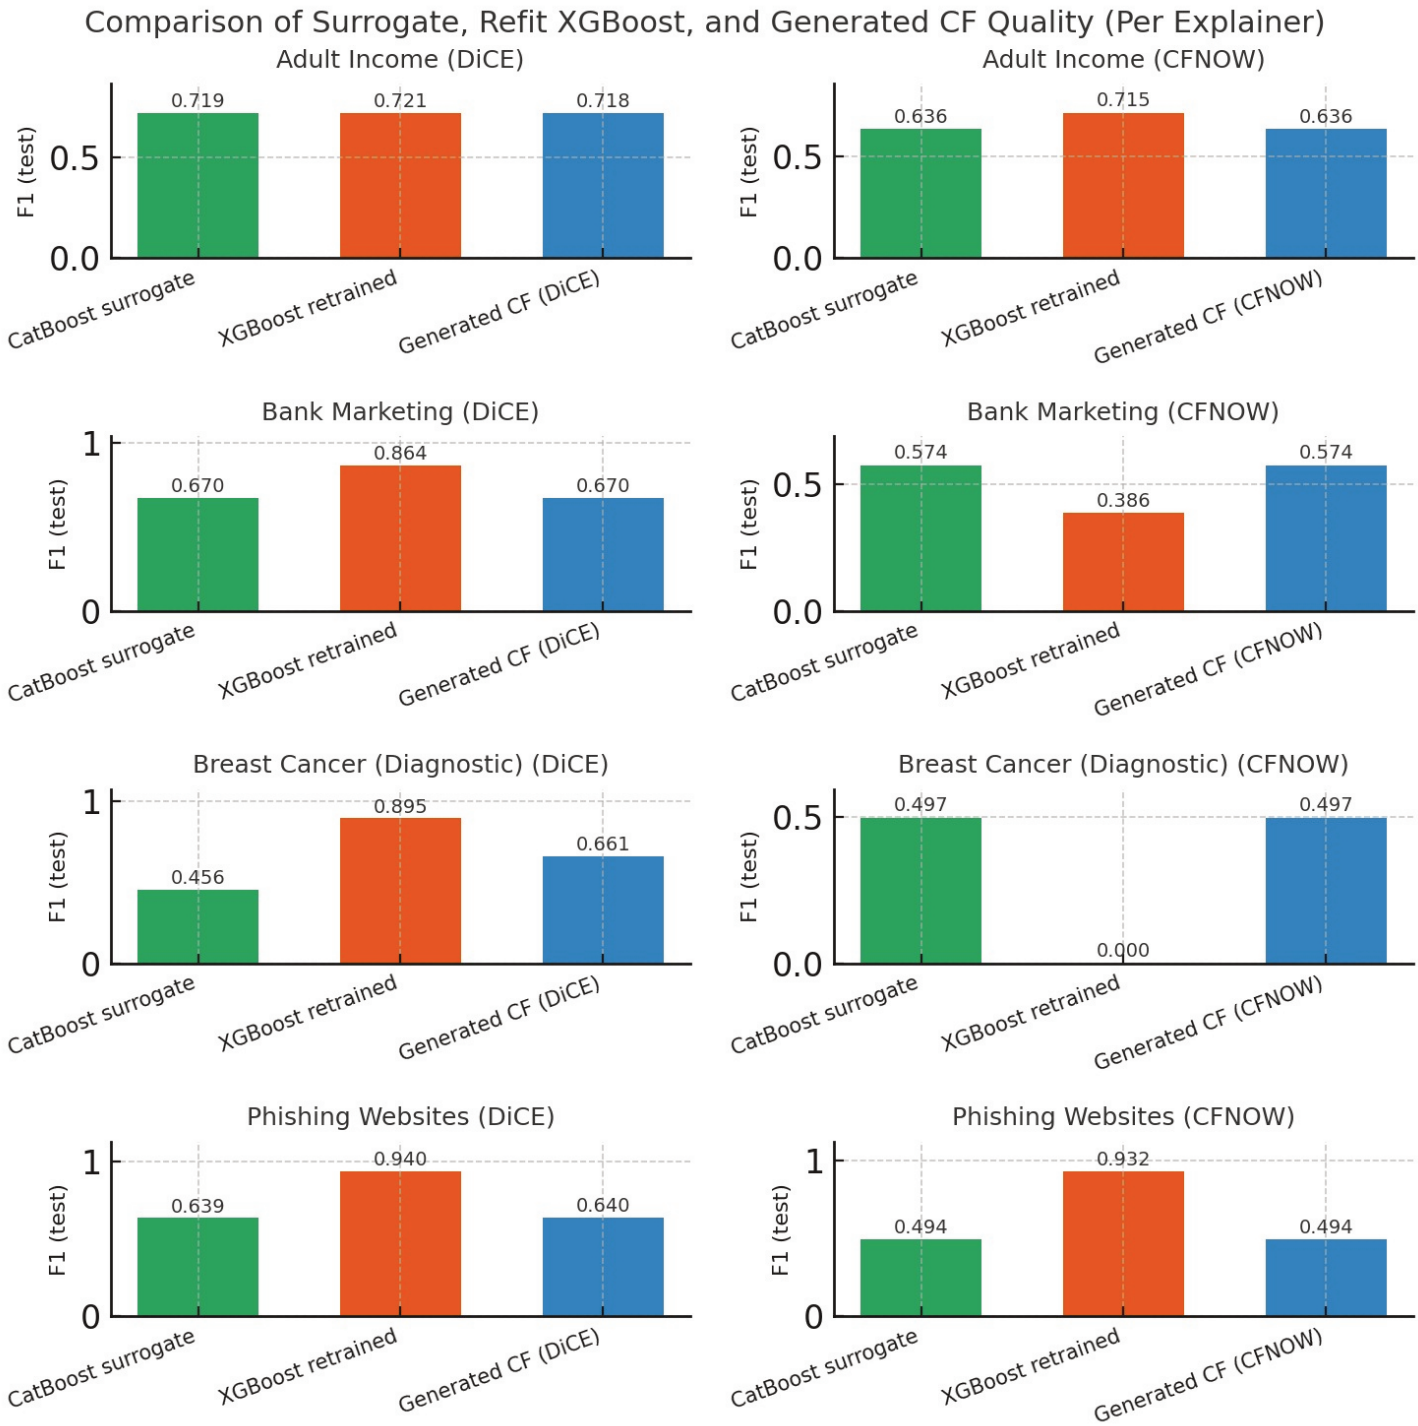 Comparison of Surrogate, Refit XGBoost, and Generated CF Quality (Per Explainer)
Adult Income (DiCE)
F1 (test)
0.5
0.0
0.719
0.721
0.718
CatBoost surrogate
XGBoost retrained
Generated CF (DiCE)
Adult Income (CFNOW)
F1 (test)
0.5
0.0
0.636
0.715
0.636
CatBoost surrogate
XGBoost retrained
Generated CF (CFNOW)
Bank Marketing (DiCE)
F1 (test)
1
0
0.670
0.864
0.670
CatBoost surrogate
XGBoost retrained
Generated CF (DiCE)
Bank Marketing (CFNOW)
F1 (test)
0.5
0.0
0.574
0.386
0.574
CatBoost surrogate
XGBoost retrained
Generated CF (CFNOW)
Breast Cancer (Diagnostic) (DiCE)
F1 (test)
1
0
0.456
0.895
0.661
CatBoost surrogate
XGBoost retrained
Generated CF (DiCE)
Breast Cancer (Diagnostic) (CFNOW)
F1 (test)
0.5
0.0
0.497
0.000
0.497
CatBoost surrogate
XGBoost retrained
Generated CF (CFNOW)
Phishing Websites (DiCE)
F1 (test)
1
0
0.639
0.940
0.640
CatBoost surrogate
XGBoost retrained
Generated CF (DiCE)
Phishing Websites (CFNOW)
F1 (test)
1
0
0.494
0.932
0.494
CatBoost surrogate
XGBoost retrained
Generated CF (CFNOW)